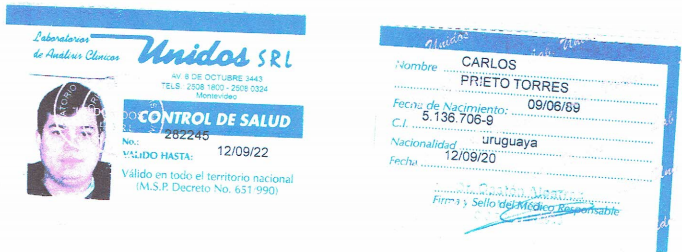 Laboratorios
de Análisis Clínicos
Unidos SRL
AV. 8 DE OCTUBRE 3443
TELS.: 2508 1800 - 2508 0324
Montevideo
CONTROL DE SALUD
No.: 282245
VALIDO HASTA: 12/09/22
Válido en todo el territorio nacional
(M.S.P. Decreto No. 651/990)
Nombre CARLOS
PRIETO TORRES
Fecha de Nacimiento: 09/06/69
C.I. 5.136.706-9
Nacionalidad uruguaya
Fecha 12/09/20
Firma y Sello del Médico Responsable